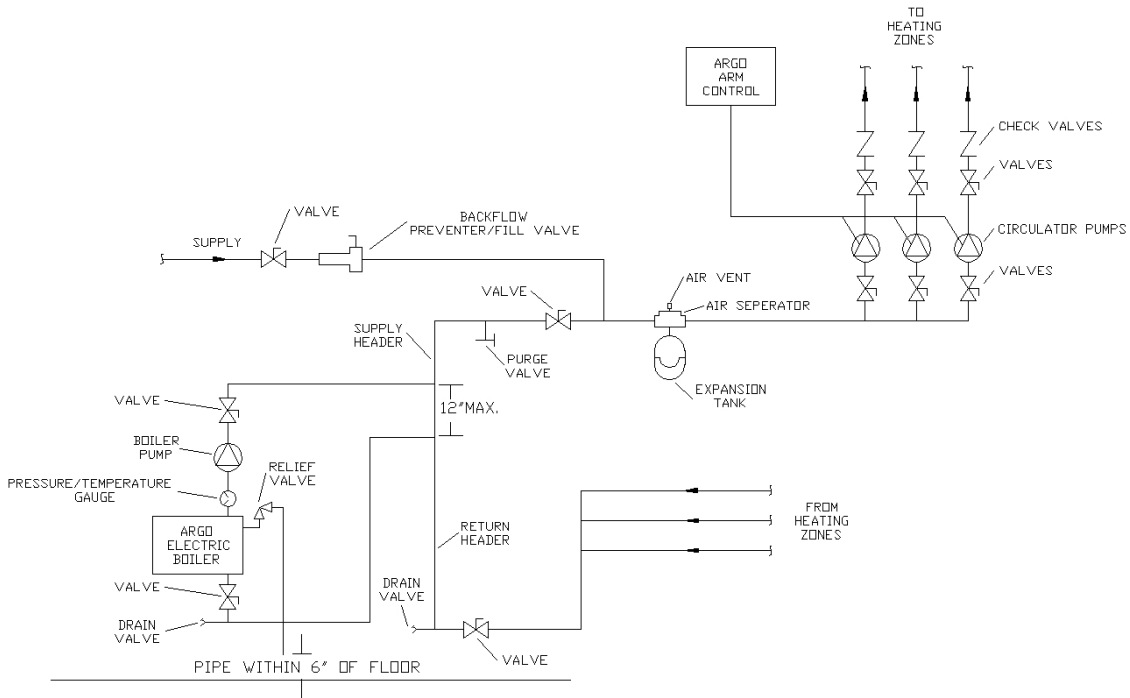 TO
HEATING
ZONES
ARGO
ARM
CONTROL
CHECK VALVES
VALVES
VALVE
BACKFLOW
PREVENTER/FILL VALVE
SUPPLY
CIRCULATOR PUMPS
AIR VENT
VALVES
VALVE
AIR SEPERATOR
SUPPLY
HEADER
PURGE
VALVE
EXPANSION
TANK
VALVE
12"MAX.
BOILER
PUMP
RELIEF
VALVE
PRESSURE/TEMPERATURE
GAUGE
FROM
HEATING
ZONES
ARGO
ELECTRIC
BOILER
RETURN
HEADER
VALVE
DRAIN
VALVE
DRAIN
VALVE
VALVE
PIPE WITHIN 6" OF FLOOR